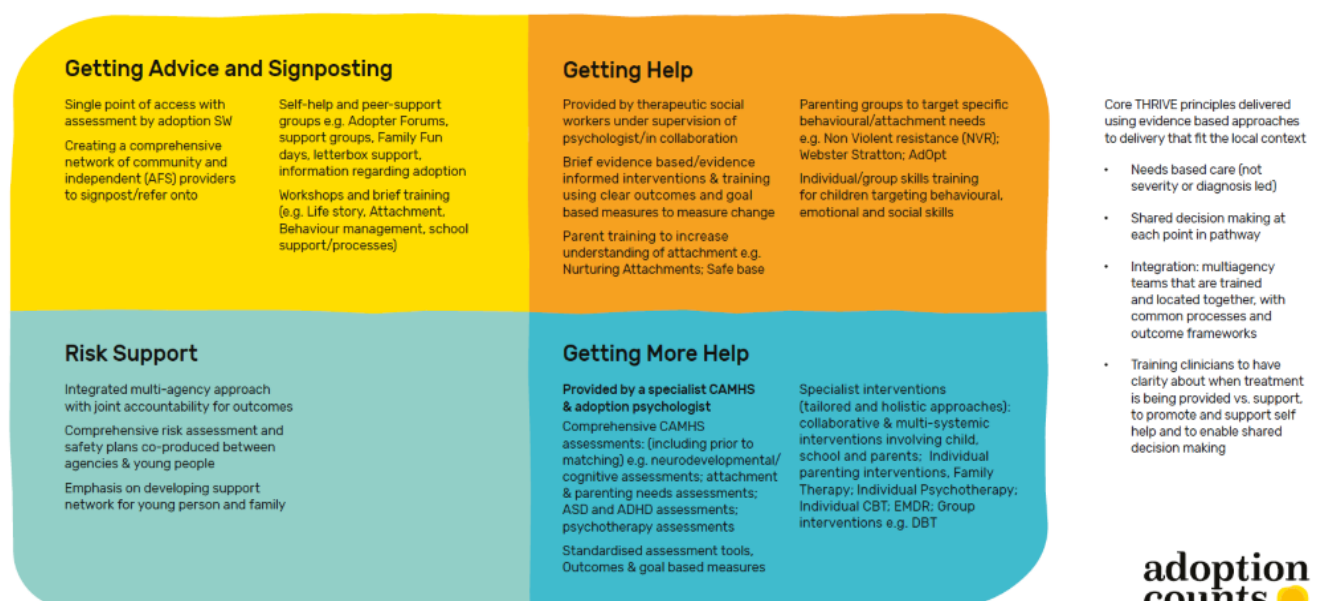 Getting Advice and Signposting
Single point of access with
assessment by adoption SW
Creating a comprehensive
network of community and
independent (AFS) providers
to signpost/refer onto
Self-help and peer-support
groups e.g. Adopter Forums,
support groups, Family Fun
days, letterbox support,
information regarding adoption
Workshops and brief training
(e.g. Life story, Attachment,
Behaviour management, school
support/processes)
Getting Help
Provided by therapeutic social
workers under supervision of
psychologist/in collaboration
Brief evidence based/evidence
informed interventions & training
using clear outcomes and goal
based measures to measure change
Parent training to increase
understanding of attachment e.g.
Nurturing Attachments; Safe base
Parenting groups to target specific
behavioural/attachment needs
e.g. Non Violent resistance (NVR);
Webster Stratton; AdOpt
Individual/group skills training
for children targeting behavioural,
emotional and social skills
Risk Support
Integrated multi-agency approach
with joint accountability for outcomes
Comprehensive risk assessment and
safety plans co-produced between
agencies & young people
Emphasis on developing support
network for young person and family
Getting More Help
Provided by a specialist CAMHS
& adoption psychologist
Comprehensive CAMHS
assessments: (including prior to
matching) e.g. neurodevelopmental/
cognitive assessments; attachment
& parenting needs assessments;
ASD and ADHD assessments;
psychotherapy assessments
Standardised assessment tools,
Outcomes & goal based measures
Specialist interventions
(tailored and holistic approaches):
collaborative & multi-systemic
interventions involving child,
school and parents; Individual
parenting interventions, Family
Therapy; Individual Psychotherapy;
Individual CBT; EMDR; Group
interventions e.g. DBT
Core THRIVE principles delivered
using evidence based approaches
to delivery that fit the local context
• Needs based care (not
severity or diagnosis led)
• Shared decision making at
each point in pathway
• Integration: multiagency
teams that are trained
and located together, with
common processes and
outcome frameworks
• Training clinicians to have
clarity about when treatment
is being provided vs. support,
to promote and support self
help and to enable shared
decision making
adoption
counts